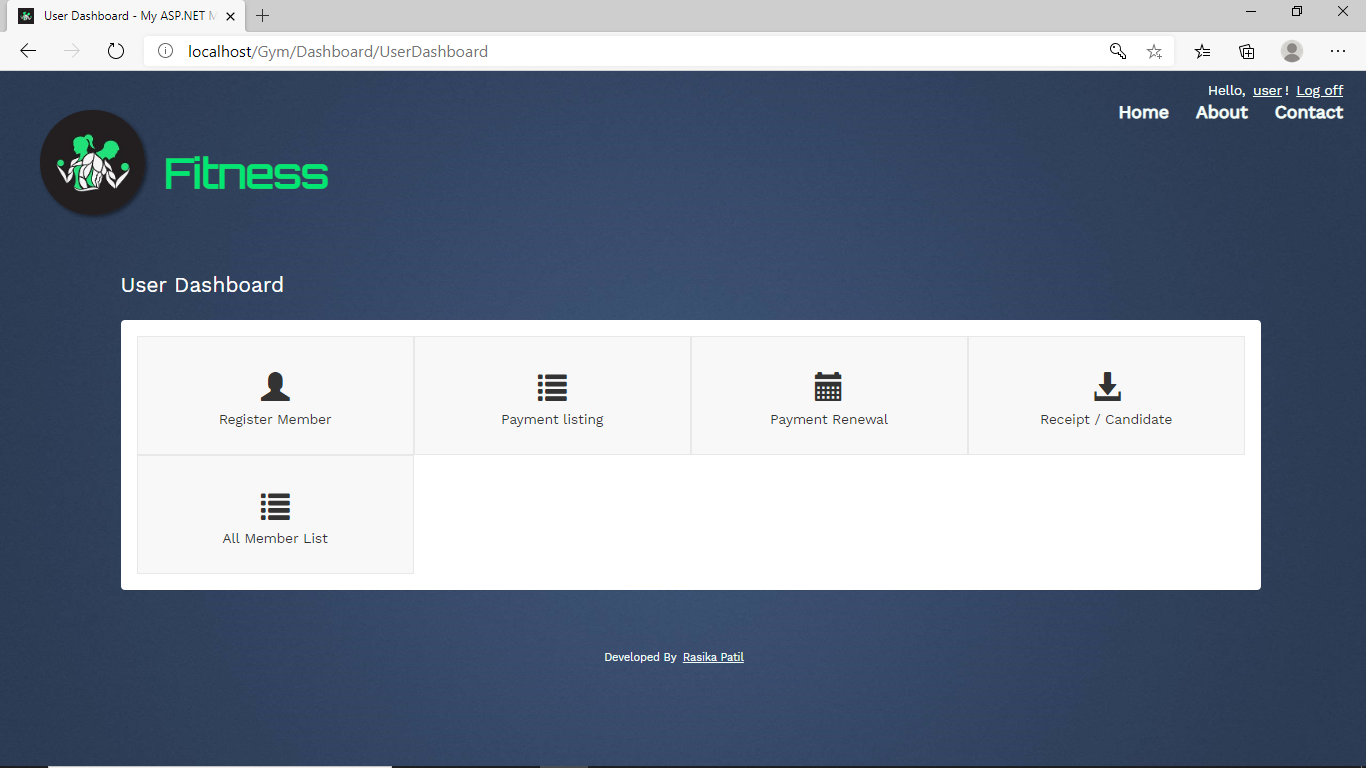 User Dashboard - My ASP.NET M
localhost/Gym/Dashboard/UserDashboard
Hello, user! Log off
Home About Contact
Fitness
User Dashboard
Register Member Payment listing Payment Renewal Receipt / Candidate
All Member List
Developed By Rasika Patil